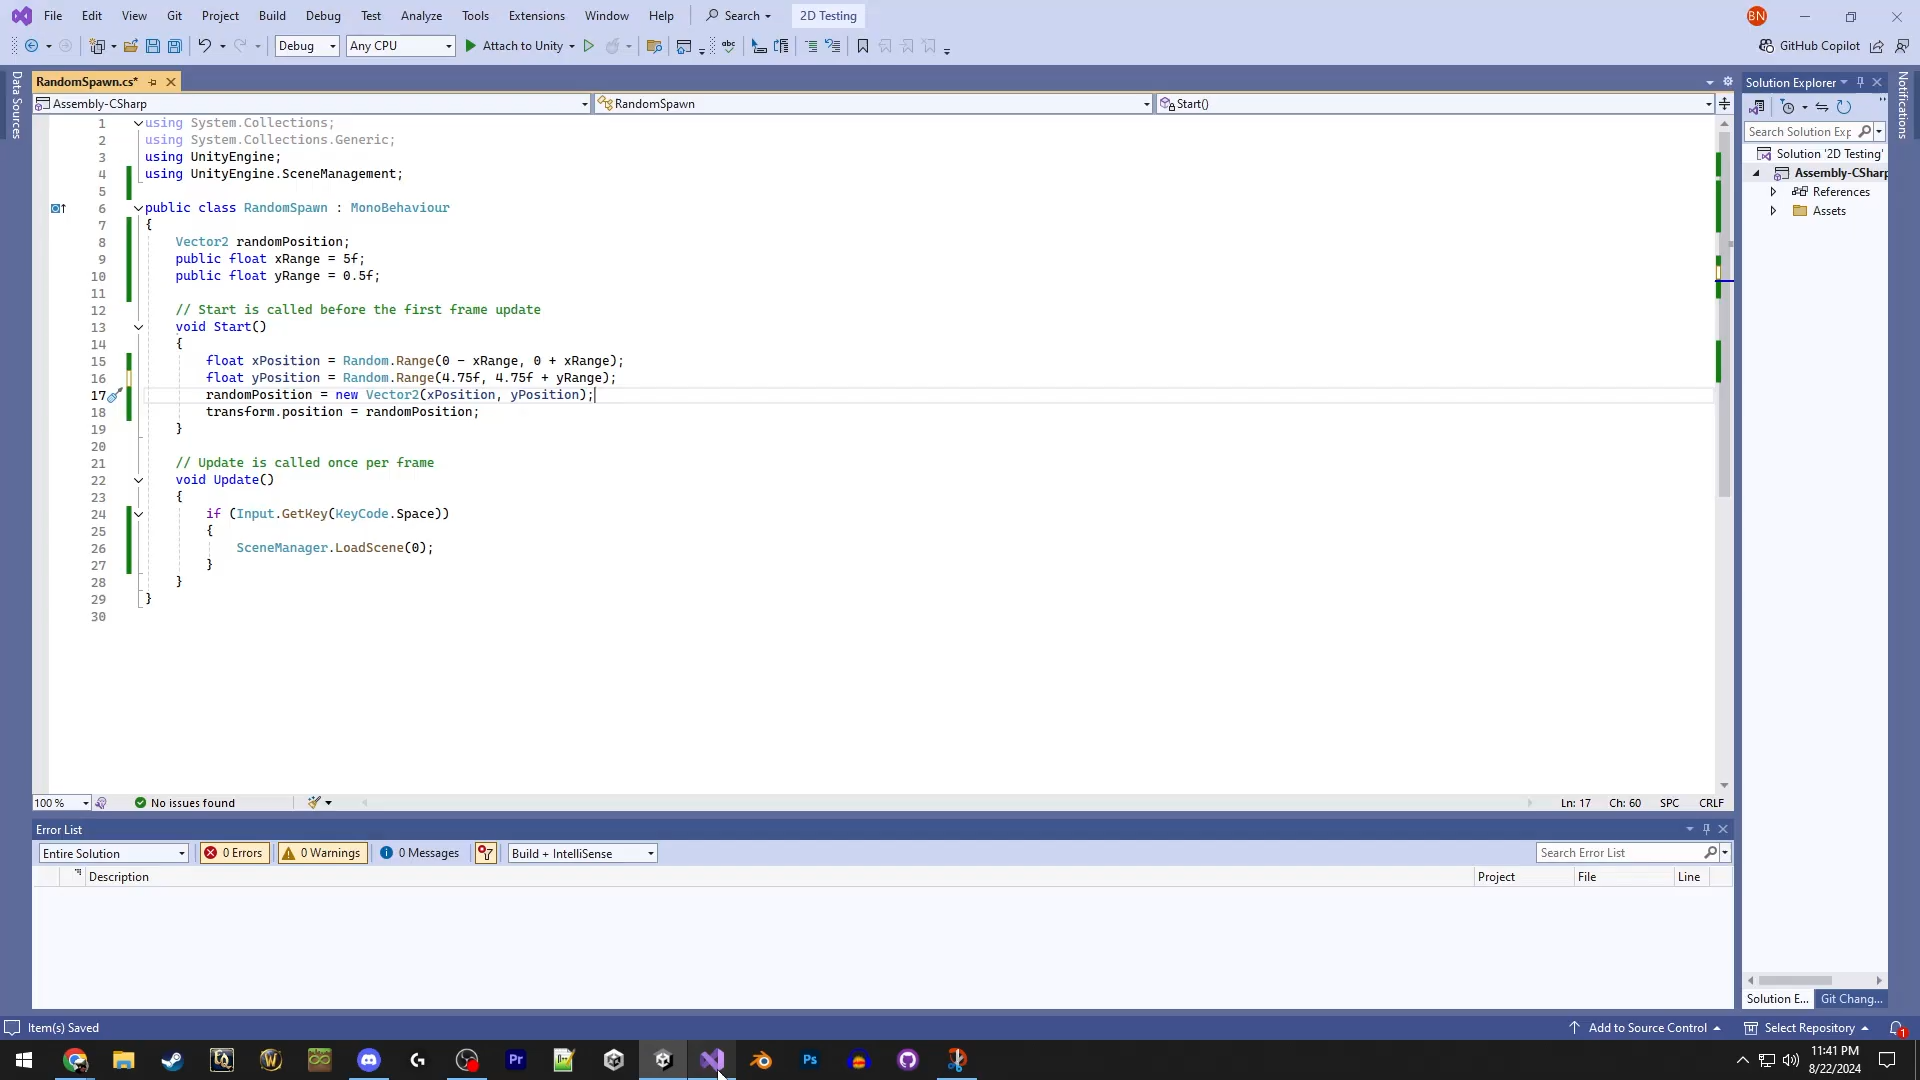 File Edit View Git Project Build Debug Test Analyze Tools Extensions Window Help Search 2D Testing BN
Debug Any CPU Attach to Unity abc GitHub Copilot
Data Sources
RandomSpawn.cs*
Assembly-CSharp RandomSpawn Start()
1 using System.Collections;
2 using System.Collections.Generic;
3 using UnityEngine;
4 using UnityEngine.SceneManagement;
5
6 public class RandomSpawn : MonoBehaviour
7 {
8 Vector2 randomPosition;
9 public float xRange = 5f;
10 public float yRange = 0.5f;
11
12 // Start is called before the first frame update
13 void Start()
14 {
15 float xPosition = Random.Range(0 - xRange, 0 + xRange);
16 float yPosition = Random.Range(4.75f, 4.75f + yRange);
17 randomPosition = new Vector2(xPosition, yPosition);
18 transform.position = randomPosition;
19 }
20
21 // Update is called once per frame
22 void Update()
23 {
24 if (Input.GetKey(KeyCode.Space))
25 {
26 SceneManager.LoadScene(0);
27 }
28 }
29 }
30
100 % No issues found Ln: 17 Ch: 60 SPC CRLF
Error List
Entire Solution 0 Errors 0 Warnings 0 Messages Build + IntelliSense Search Error List
Description Project File Line
Solution Explorer
Search Solution Exp
Solution '2D Testing'
Assembly-CSharp
References
Assets
Solution E... Git Chang...
Notifications
Item(s) Saved Add to Source Control Select Repository 1
Pr Ps
11:41 PM
8/22/2024